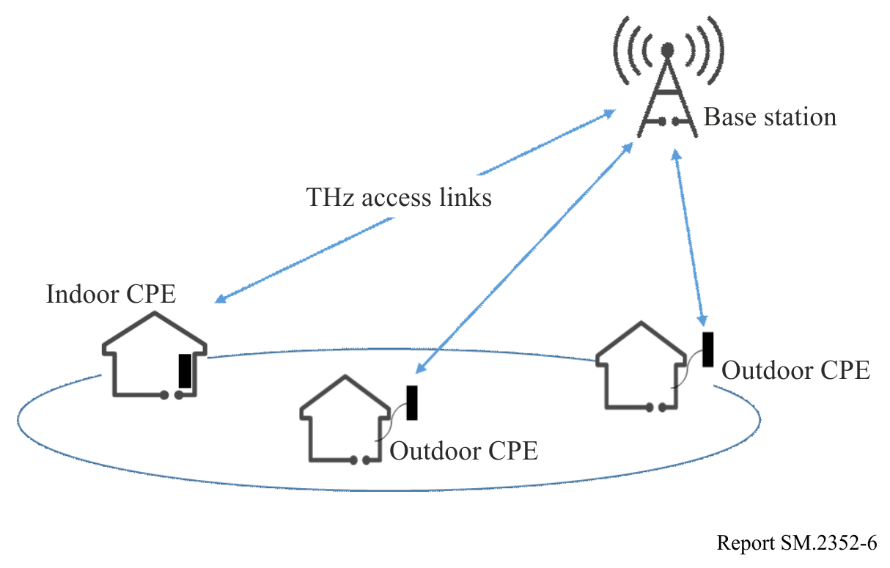 Base station
THz access links
Indoor CPE
Outdoor CPE
Outdoor CPE
Report SM.2352-6